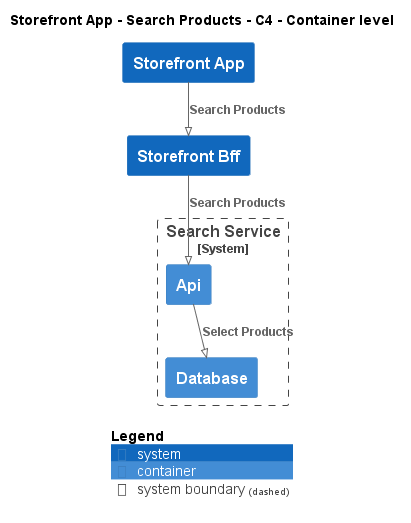 Storefront App - Search Products - C4 - Container level
Storefront App
Search Products
Storefront Bff
Search Products
Search Service
[System]
Api
Select Products
Database
Legend
system
container
system boundary (dashed)